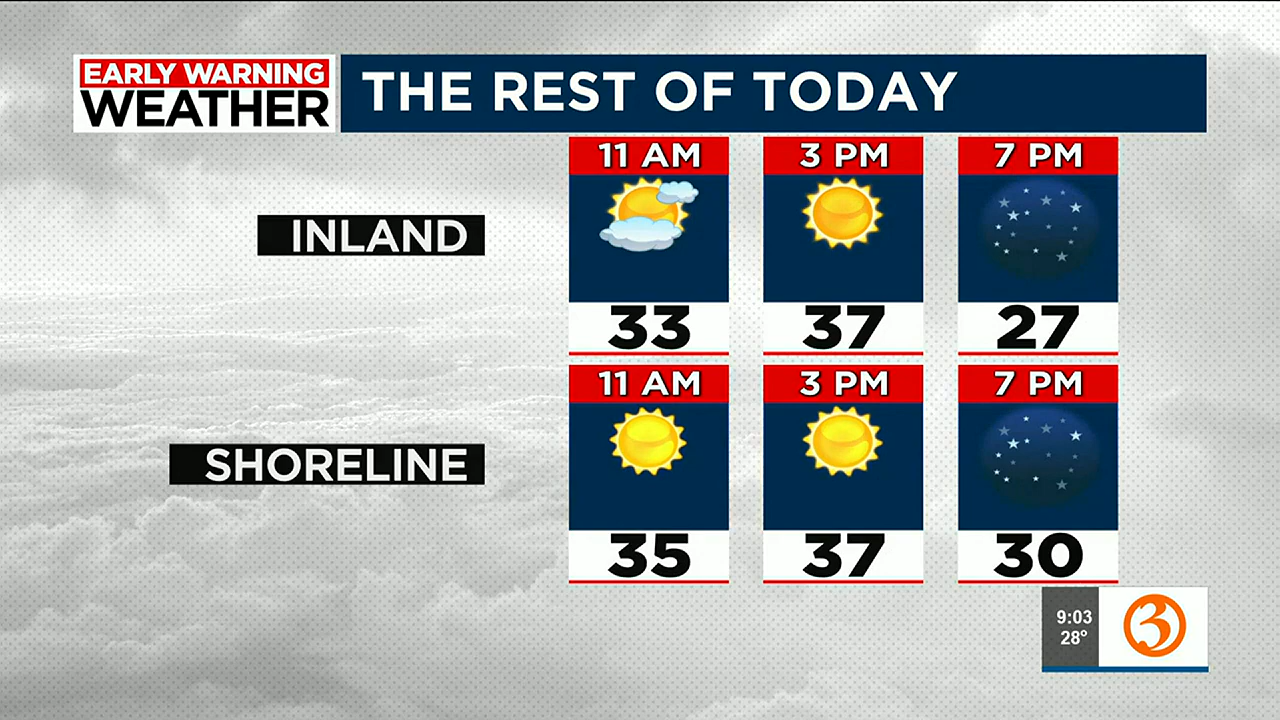 EARLY WARNING
WEATHER
THE REST OF TODAY
INLAND
11 AM
3 PM
7 PM
33
37
27
SHORELINE
11 AM
3 PM
7 PM
35
37
30
9:03
28°
3